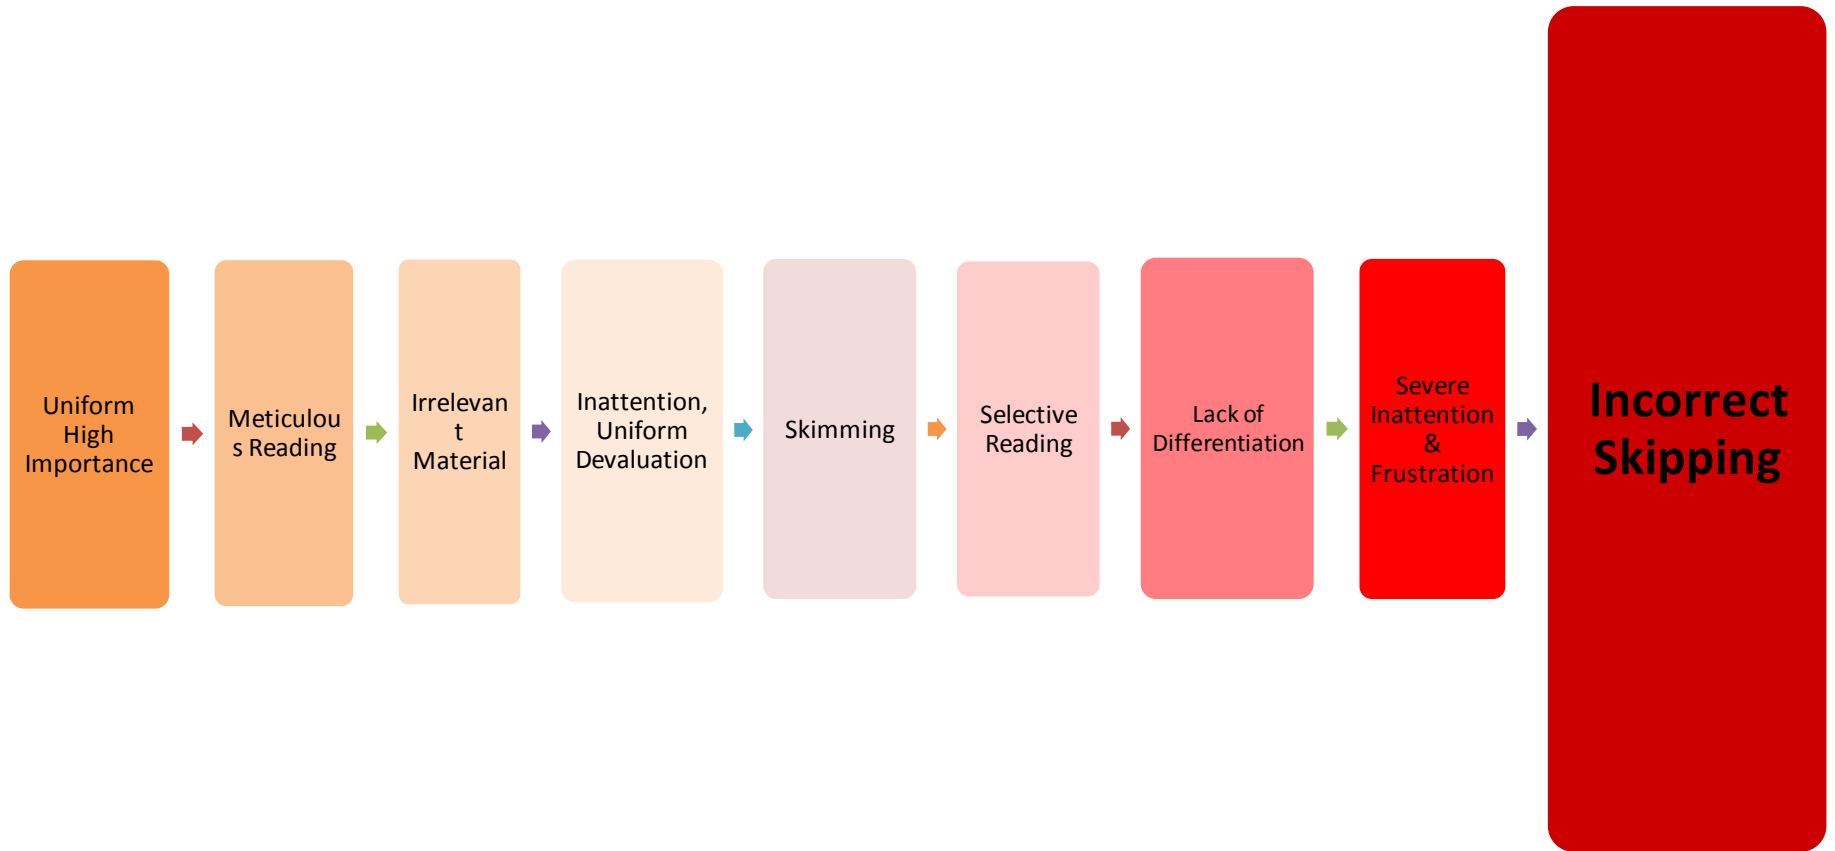 Uniform
High
Importance
Meticulou
s Reading
Irrelevan
t
Material
Inattention,
Uniform
Devaluation
Skimming
Selective
Reading
Lack of
Differentiation
Severe
Inattention
&
Frustration
Incorrect
Skipping